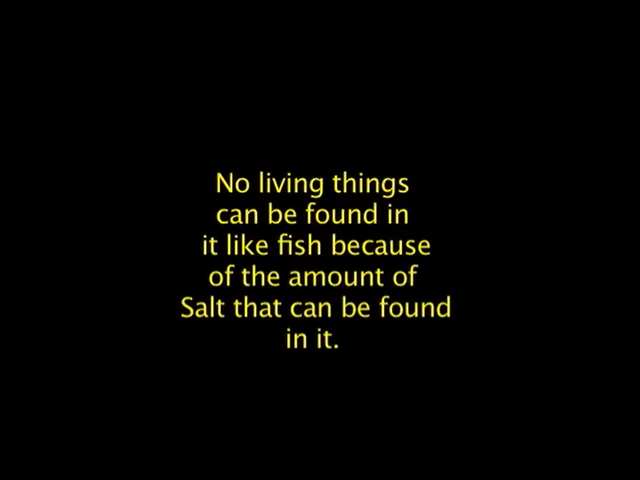 No living things
can be found in
it like fish because
of the amount of
Salt that can be found
in it.